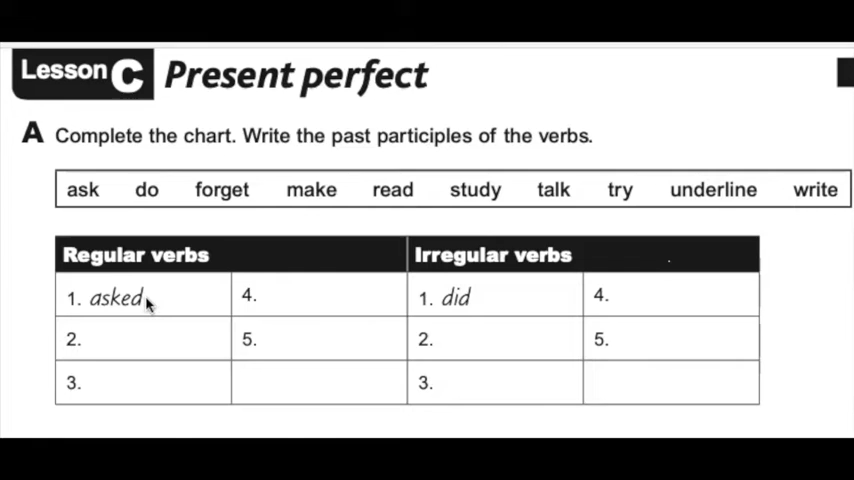 Lesson C Present perfect
A Complete the chart. Write the past participles of the verbs.
ask do forget make read study talk try underline write
Regular verbs Irregular verbs
1. asked 4. 1. did 4.
2. 5. 2. 5.
3. 3.